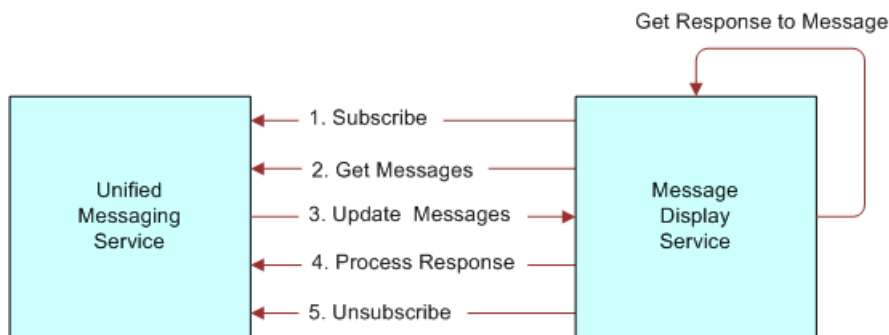 Get Response to Message
1. Subscribe
2. Get Messages
3. Update Messages
4. Process Response
5. Unsubscribe
Unified
Messaging
Service
Message
Display
Service